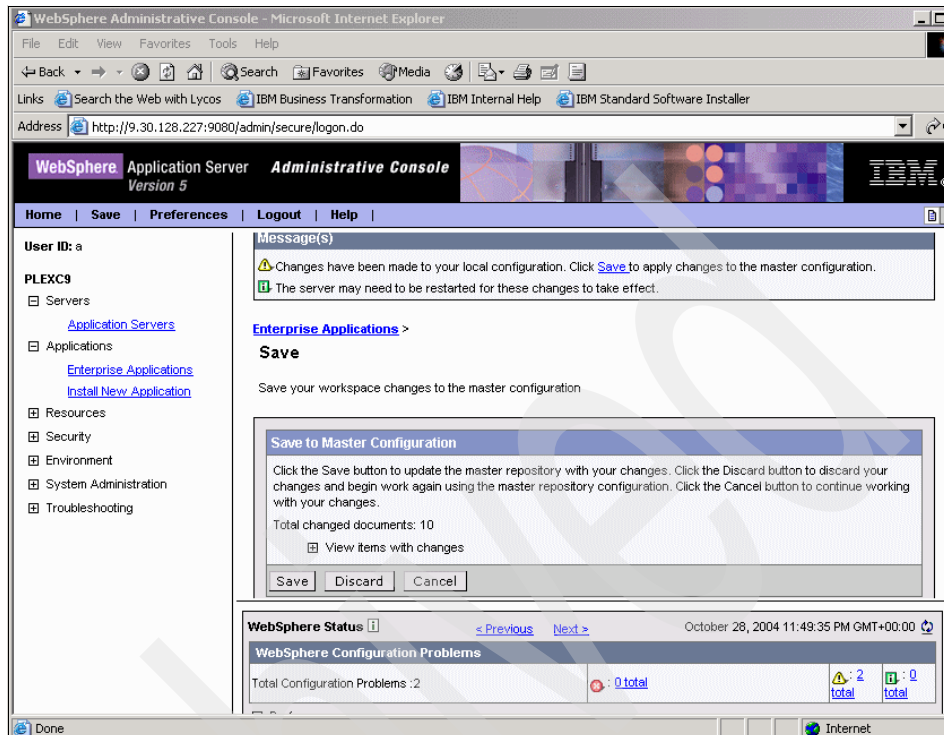 WebSphere Administrative Console - Microsoft Internet Explorer
File Edit View Favorites Tools Help
Back Search Favorites Media
Links Search the Web with Lycos IBM Business Transformation IBM Internal Help IBM Standard Software Installer
Address http://9.30.128.227:9080/admin/secure/logon.do
WebSphere Application Server Administrative Console
Version 5
IBM
Home | Save | Preferences | Logout | Help |
User ID: a
PLEXC9
Servers
Application Servers
Applications
Enterprise Applications
Install New Application
Resources
Security
Environment
System Administration
Troubleshooting
Message(s)
Changes have been made to your local configuration. Click Save to apply changes to the master configuration.
The server may need to be restarted for these changes to take effect.
Enterprise Applications >
Save
Save your workspace changes to the master configuration
Save to Master Configuration
Click the Save button to update the master repository with your changes. Click the Discard button to discard your
changes and begin work again using the master repository configuration. Click the Cancel button to continue working
with your changes.
Total changed documents: 10
View items with changes
Save Discard Cancel
WebSphere Status i < Previous Next > October 28, 2004 11:49:35 PM GMT+00:00
WebSphere Configuration Problems
Total Configuration Problems :2 : 0 total : 2 total : 0 total
Done Internet